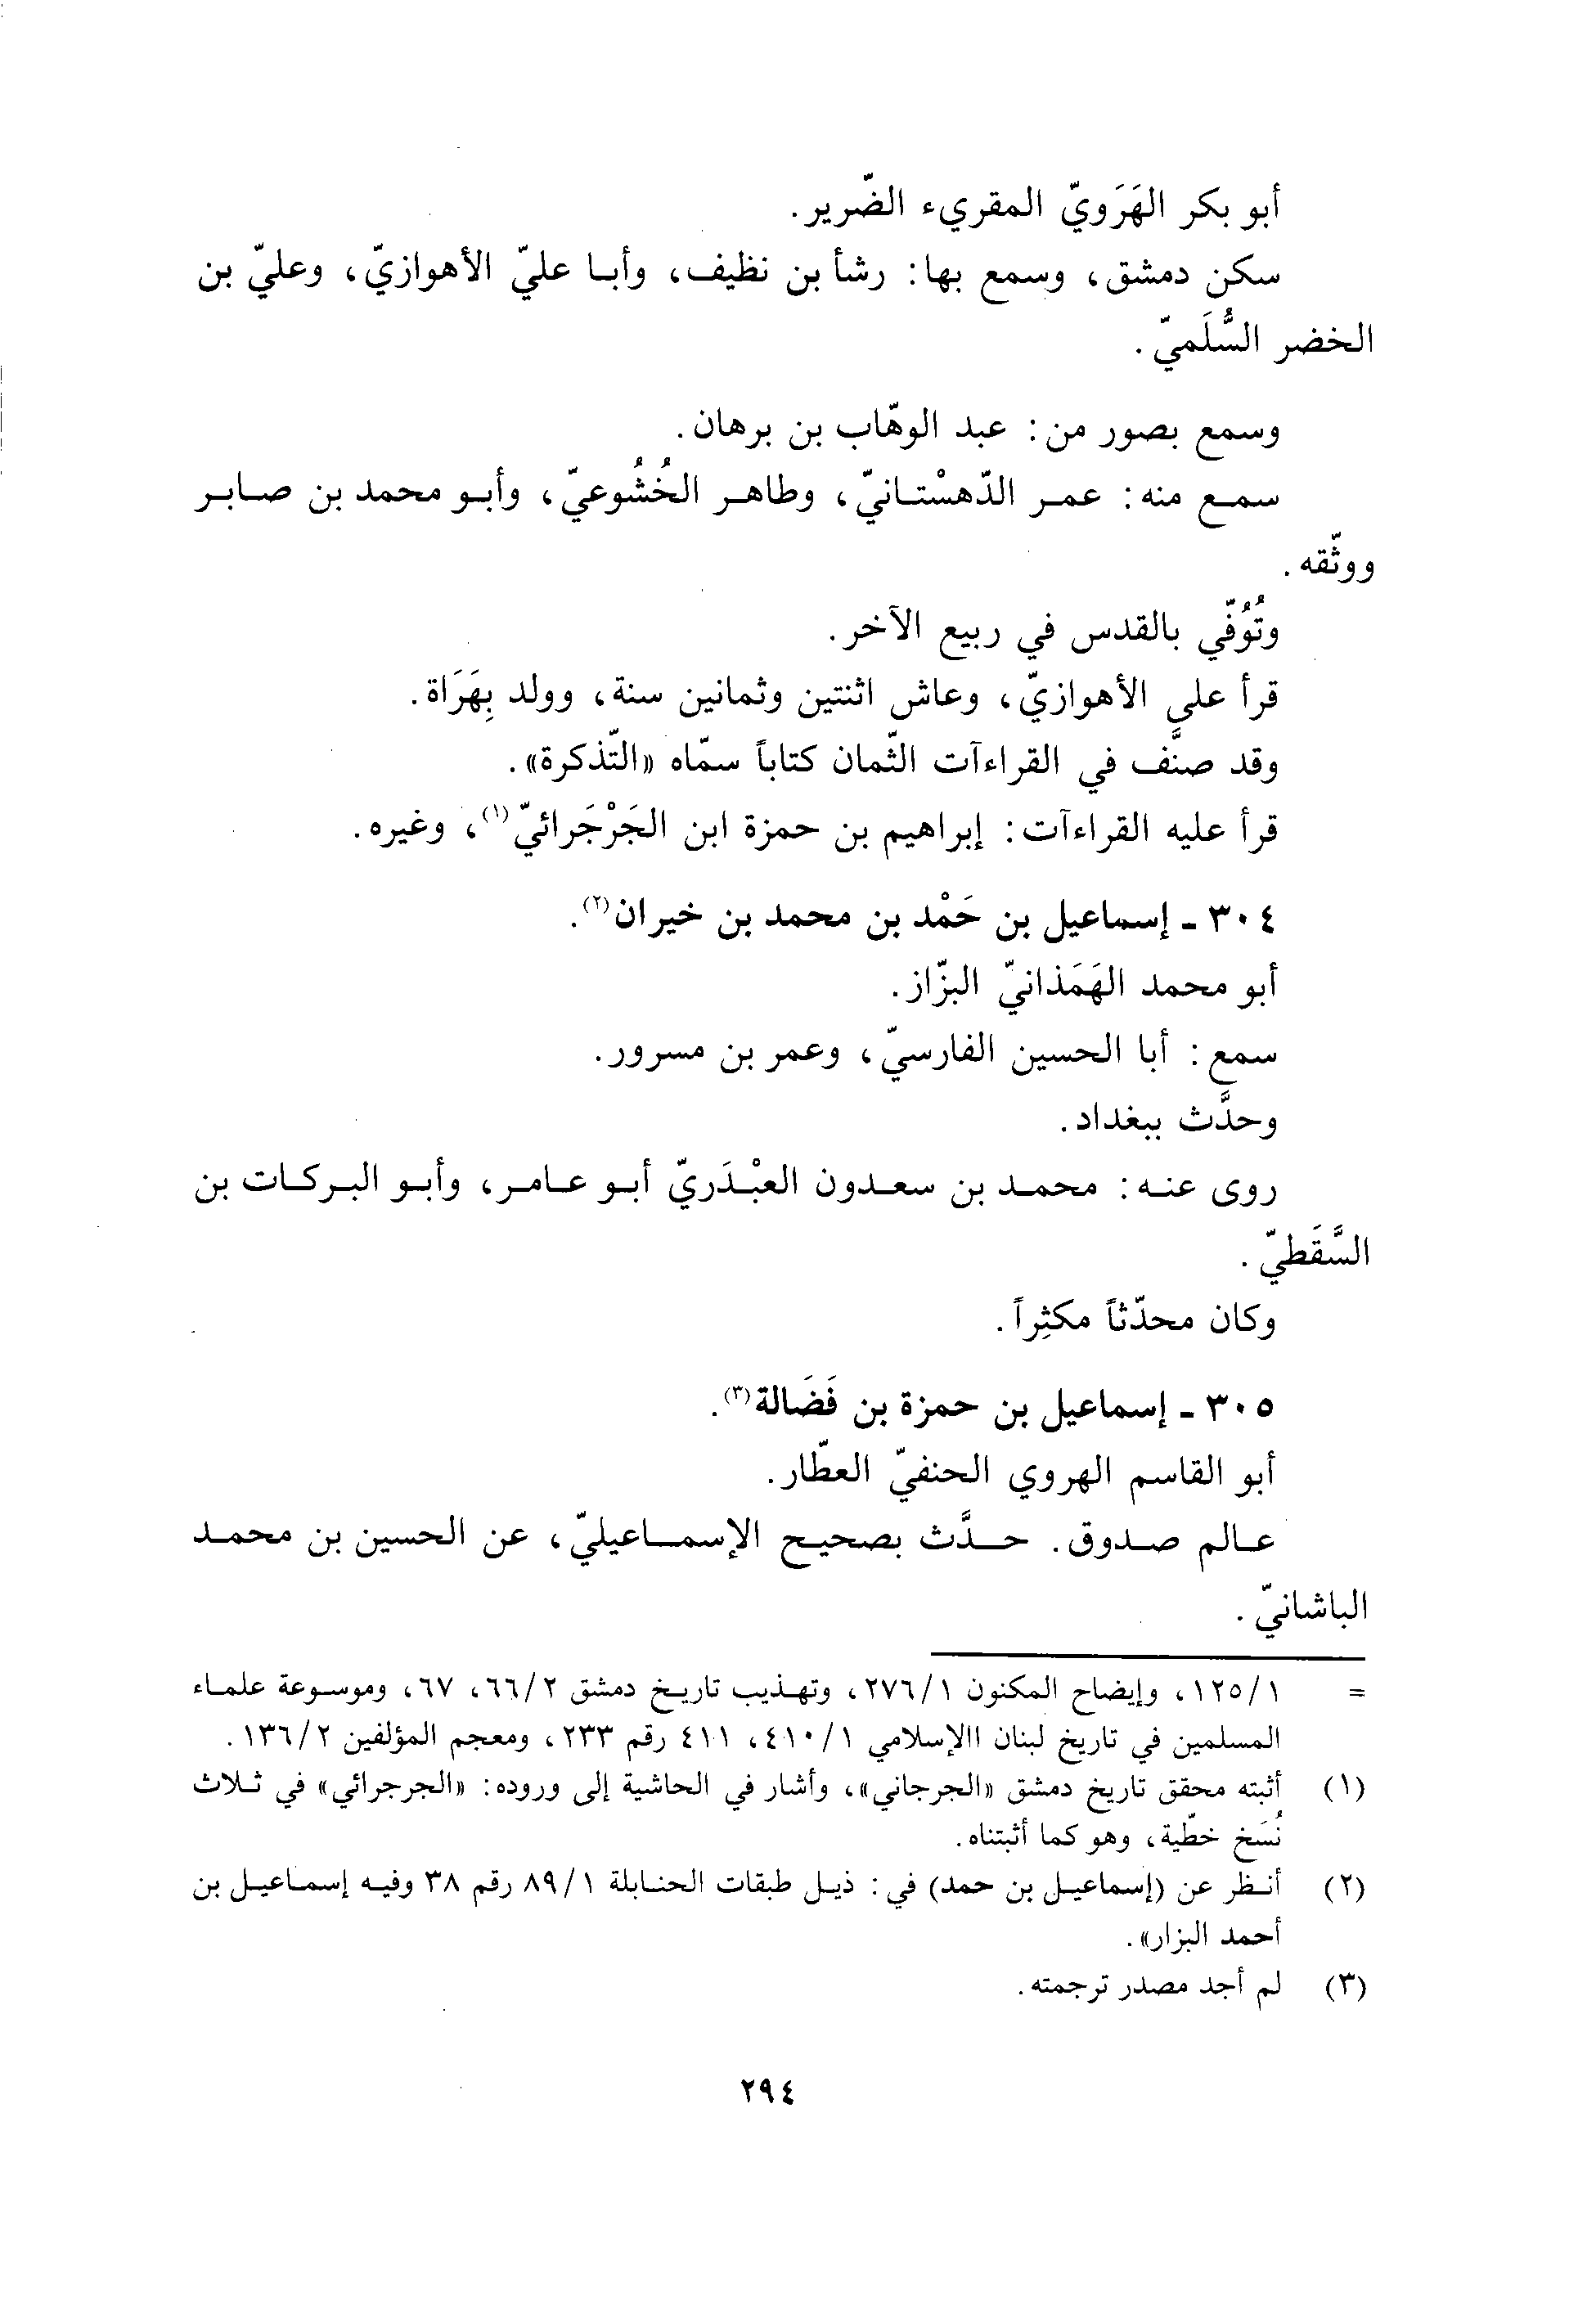 أبو بكر الهَرَويّ المقريء الضّرير.
سكن دمشق، وسمع بها: رشأ بن نظيف، وأبا عليّ الأهوازيّ، وعليّ بن
الخضر السُّلَميّ.
وسمع بصور من: عبد الوهّاب بن برهان.
سمع منه: عمر الدّهسْتانيّ، وطاهر الخُشُوعيّ، وأبو محمد بن صابر
ووثّقه.
وتُوُفّي بالقدس في ربيع الآخر.
قرأ على الأهوازيّ، وعاش اثنتين وثمانين سنة، وولد بِهَرَاة.
وقد صنَّف في القراءآت الثّمان كتاباً سمّاه «التّذكرة».
قرأ عليه القراءآت: إبراهيم بن حمزة ابن الجَرْجَرائيّ(١)، وغيره.
٣٠٤ ـ إسماعيل بن حَمْد بن محمد بن خيران(٢).
أبو محمد الهَمَذانيّ البزّاز.
سمع: أبا الحسين الفارسيّ، وعمر بن مسرور.
وحدَّث ببغداد.
روى عنه: محمد بن سعدون العبْدَريّ أبو عامر، وأبو البركات بن
السَّقَطيّ.
وكان محدّثاً مكثِراً.
٣٠٥ ـ إسماعيل بن حمزة بن فَضَالة(٣).
أبو القاسم الهروي الحنفيّ العطّار.
عالم صدوق. حدَّث بصحيح الإسماعيليّ، عن الحسين بن محمد
الباشانيّ.
= ١/ ١٢٥، وإيضاح المكنون ١/ ٢٧٦، وتهذيب تاريخ دمشق ٢/ ٦٦، ٦٧، وموسوعة علماء
المسلمين في تاريخ لبنان االإسلامي ١/ ٤١٠، ٤١١ رقم ٢٣٣، ومعجم المؤلفين ٢/ ١٣٦.
(١) أثبته محقق تاريخ دمشق «الجرجاني»، وأشار في الحاشية إلى وروده: «الجرجرائي» في ثلاث
نُسَخ خطّية، وهو كما أثبتناه.
(٢) أنظر عن (إسماعيل بن حمد) في: ذيل طبقات الحنابلة ١/ ٨٩ رقم ٣٨ وفيه إسماعيل بن
أحمد البزار».
(٣) لم أجد مصدر ترجمته.
٢٩٤